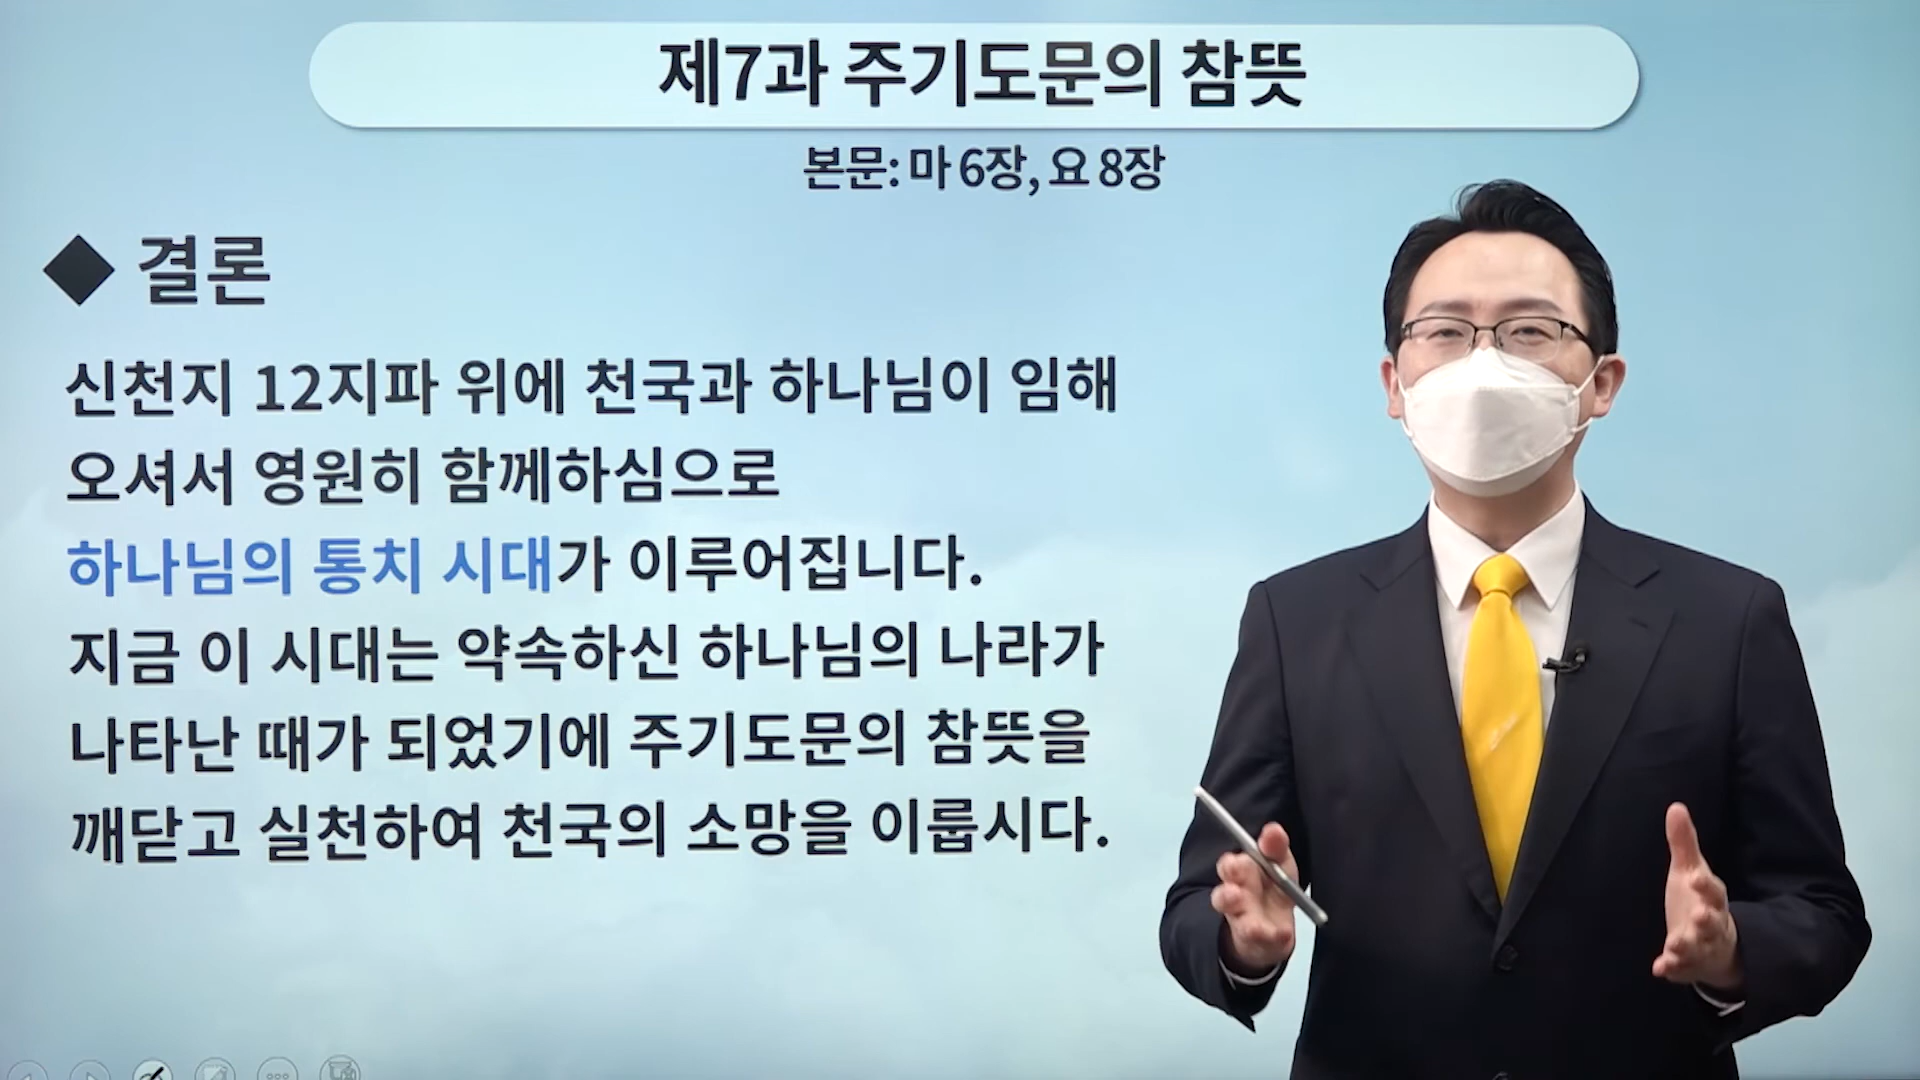 제7과 주기도문의 참뜻
본문: 마 6장, 요 8장
◆ 결론
신천지 12지파 위에 천국과 하나님이 임해
오셔서 영원히 함께하심으로
하나님의 통치 시대가 이루어집니다.
지금 이 시대는 약속하신 하나님의 나라가
나타난 때가 되었기에 주기도문의 참뜻을
깨닫고 실천하여 천국의 소망을 이룹시다.